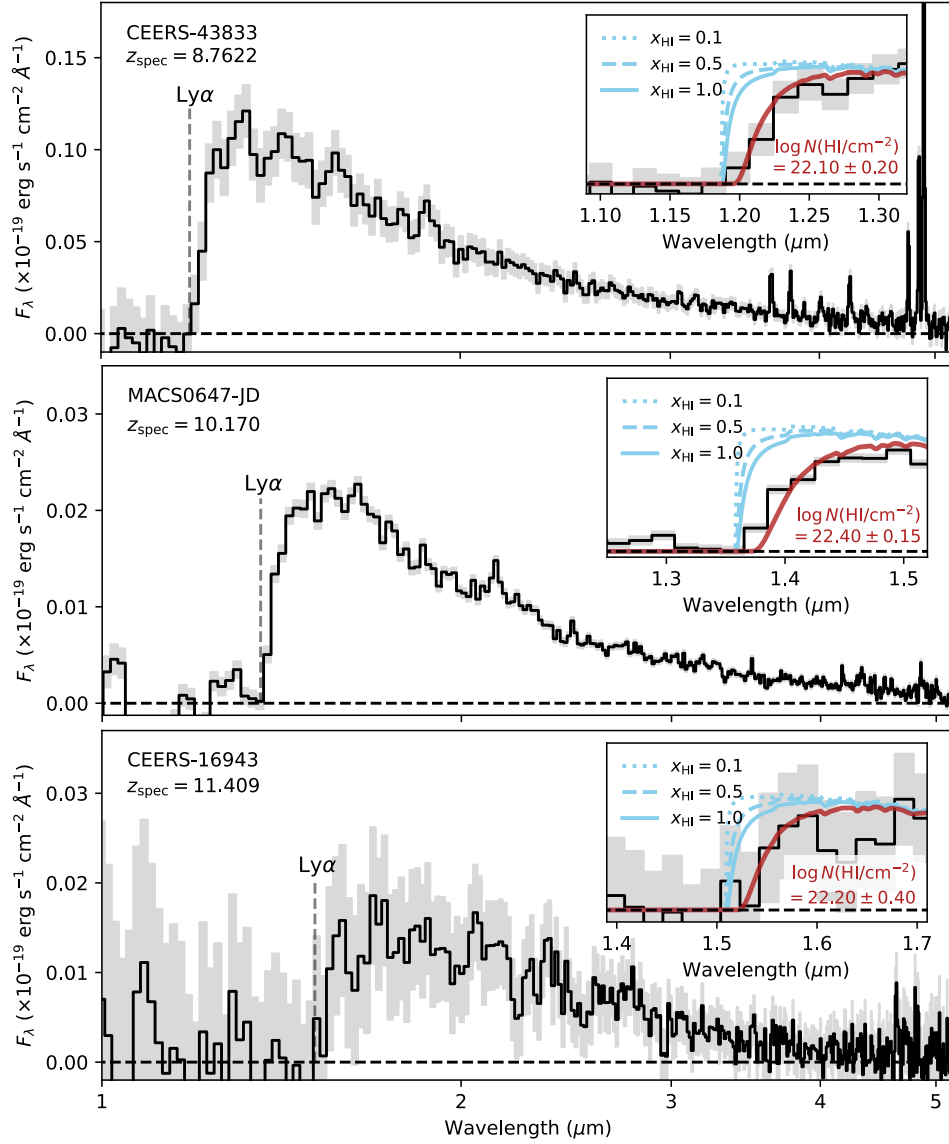 CEERS-43833
z_spec = 8.7622
Lyα
x_HI = 0.1
x_HI = 0.5
x_HI = 1.0
log N(HI/cm⁻²)
= 22.10 ± 0.20
1.10 1.15 1.20 1.25 1.30
Wavelength (μm)
0.15
0.10
0.05
0.00
F_λ (×10⁻¹⁹ erg s⁻¹ cm⁻² Å⁻¹)
2 3 4 5
MACS0647-JD
z_spec = 10.170
Lyα
x_HI = 0.1
x_HI = 0.5
x_HI = 1.0
log N(HI/cm⁻²)
= 22.40 ± 0.15
1.3 1.4 1.5
Wavelength (μm)
0.03
0.02
0.01
0.00
F_λ (×10⁻¹⁹ erg s⁻¹ cm⁻² Å⁻¹)
2 3 4 5
CEERS-16943
z_spec = 11.409
Lyα
x_HI = 0.1
x_HI = 0.5
x_HI = 1.0
log N(HI/cm⁻²)
= 22.20 ± 0.40
1.4 1.5 1.6 1.7
Wavelength (μm)
0.03
0.02
0.01
0.00
F_λ (×10⁻¹⁹ erg s⁻¹ cm⁻² Å⁻¹)
1 2 3 4 5
Wavelength (μm)